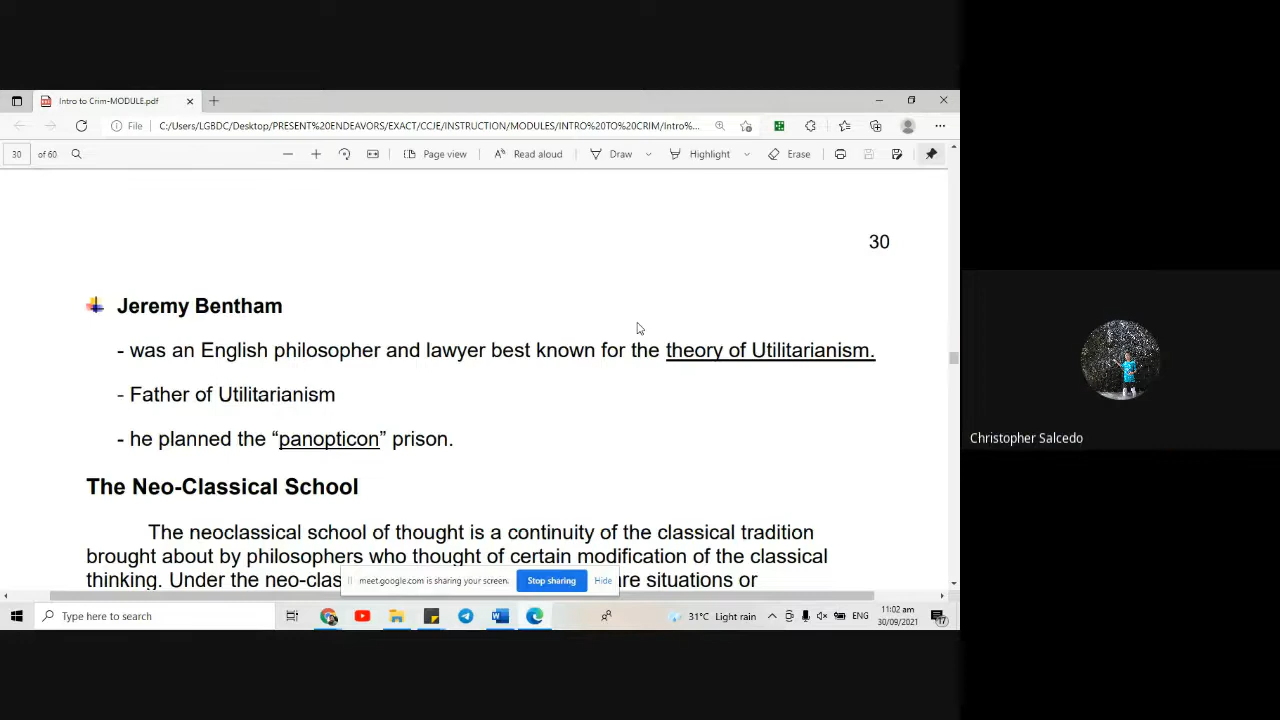 Intro to Crim-MODULE.pdf
File
C:/Users/LGBDC/Desktop/PRESENT%20ENDEAVORS/EXACT/CCJE/INSTRUCTION/MODULES/INTRO%20TO%20CRIM/Intro%...
30 of 60
Page view
Read aloud
Draw
Highlight
Erase
30
Jeremy Bentham
- was an English philosopher and lawyer best known for the theory of Utilitarianism.
- Father of Utilitarianism
- he planned the “panopticon” prison.
The Neo-Classical School
The neoclassical school of thought is a continuity of the classical tradition
brought about by philosophers who thought of certain modification of the classical
thinking. Under the neo-clas are situations or
meet.google.com is sharing your screen.
Stop sharing
Hide
Christopher Salcedo
Type here to search
31°C Light rain
ENG
11:02 am
30/09/2021
17